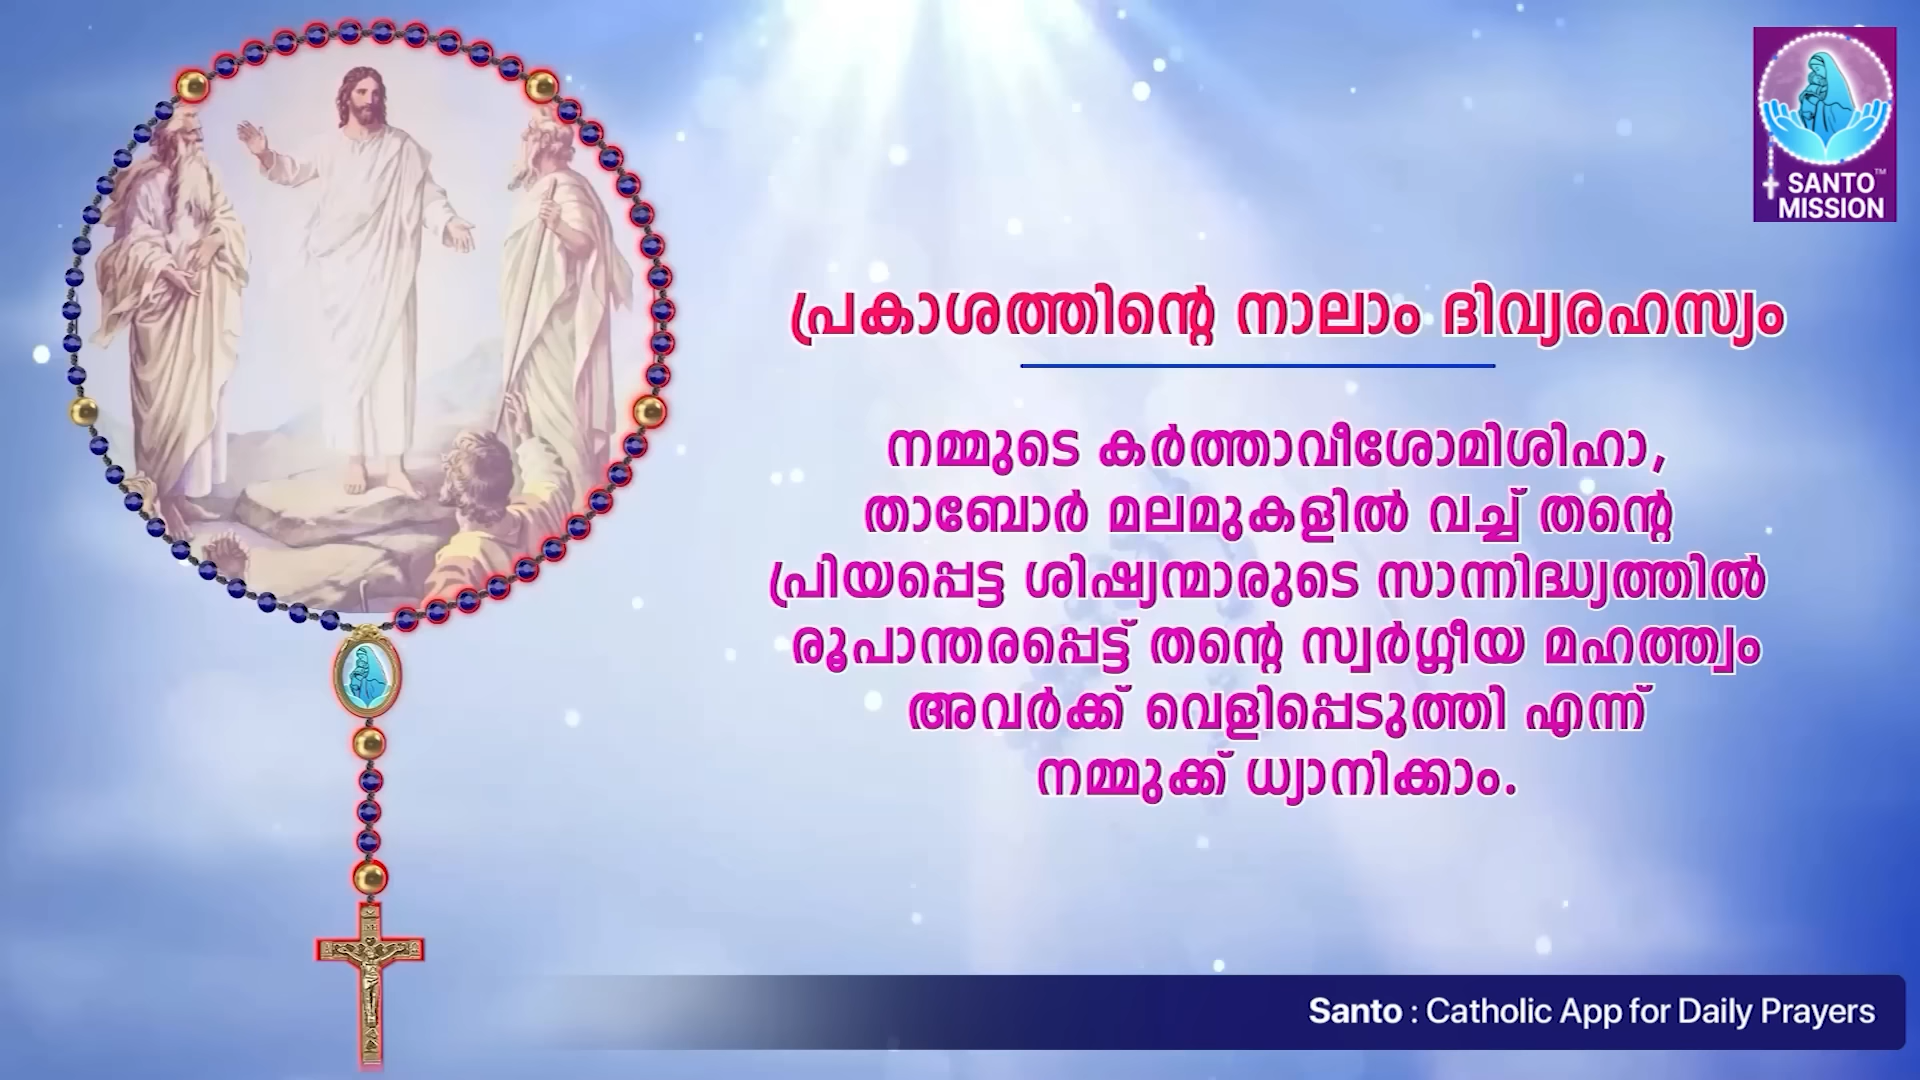 SANTO™
MISSION
പ്രകാശത്തിന്റെ നാലാം ദിവ്യരഹസ്യം
നമ്മുടെ കർത്താവീശോമിശിഹാ,
താബോർ മലമുകളിൽ വച്ച് തന്റെ
പ്രിയപ്പെട്ട ശിഷ്യന്മാരുടെ സാന്നിദ്ധ്യത്തിൽ
രൂപാന്തരപ്പെട്ട് തന്റെ സ്വർഗ്ഗീയ മഹത്ത്വം
അവർക്ക് വെളിപ്പെടുത്തി എന്ന്
നമ്മുക്ക് ധ്യാനിക്കാം.
Santo : Catholic App for Daily Prayers